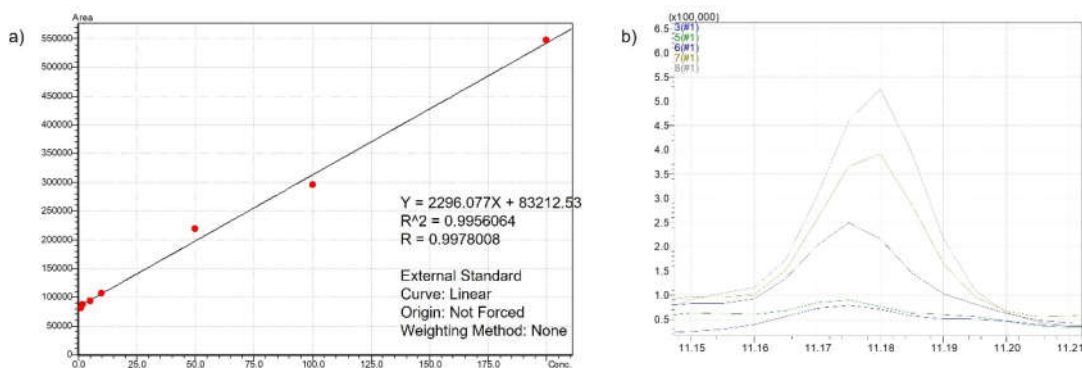 a)
Area
550000
500000
450000
400000
350000
300000
250000
200000
150000
100000
50000
0
0.0 25.0 50.0 75.0 100.0 125.0 150.0 175.0 Conc.
Y = 2296.077X + 83212.53
R^2 = 0.9956064
R = 0.9978008
External Standard
Curve: Linear
Origin: Not Forced
Weighting Method: None
b)
(x100,000)
3(#1)
5(#1)
6(#1)
7(#1)
8(#1)
6.5
6.0
5.5
5.0
4.5
4.0
3.5
3.0
2.5
2.0
1.5
1.0
0.5
11.15 11.16 11.17 11.18 11.19 11.20 11.21